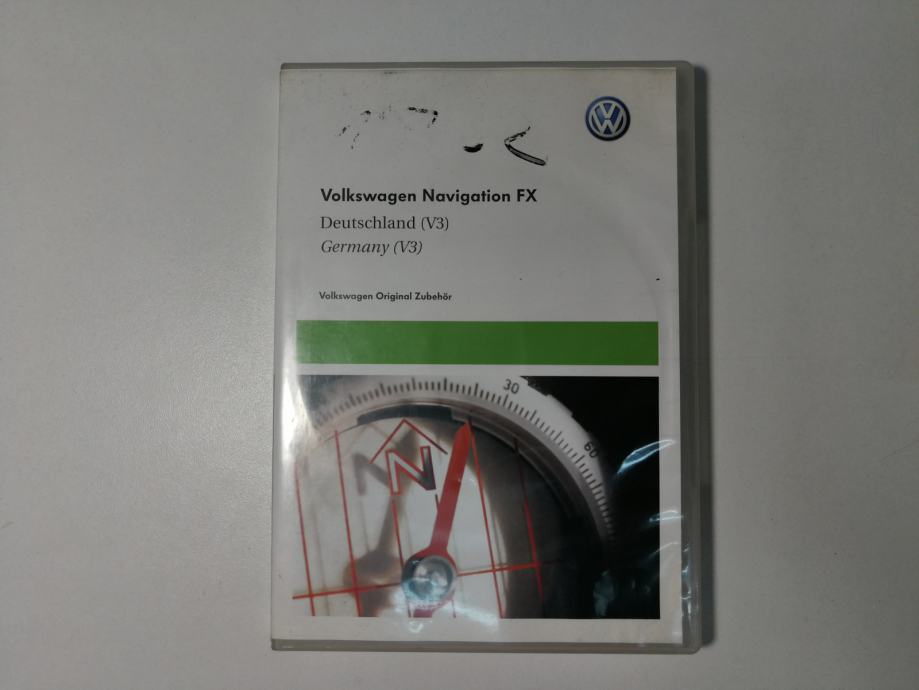 Volkswagen Navigation FX
Deutschland (V3)
Germany (V3)
Volkswagen Original Zubehör
30
60
N